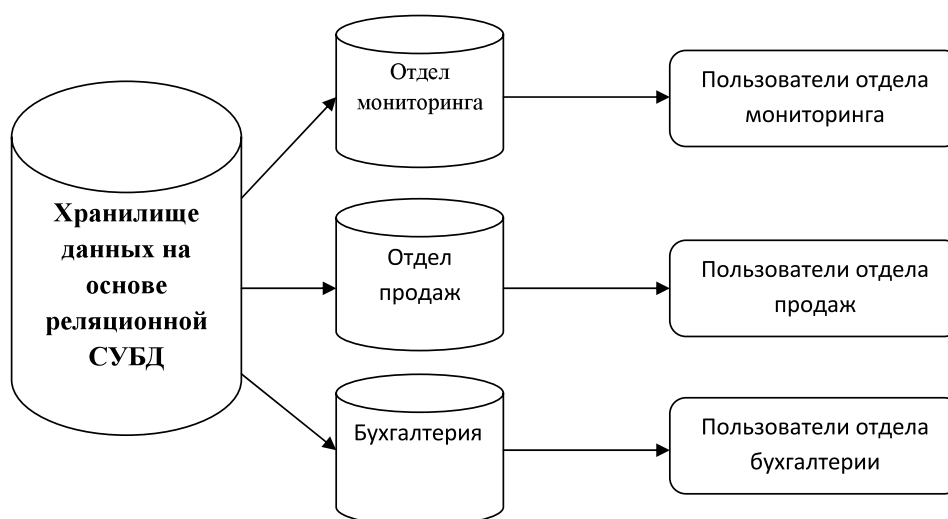 Хранилище
данных на
основе
реляционной
СУБД
Отдел
мониторинга
Пользователи отдела
мониторинга
Отдел
продаж
Пользователи отдела
продаж
Бухгалтерия
Пользователи отдела
бухгалтерии